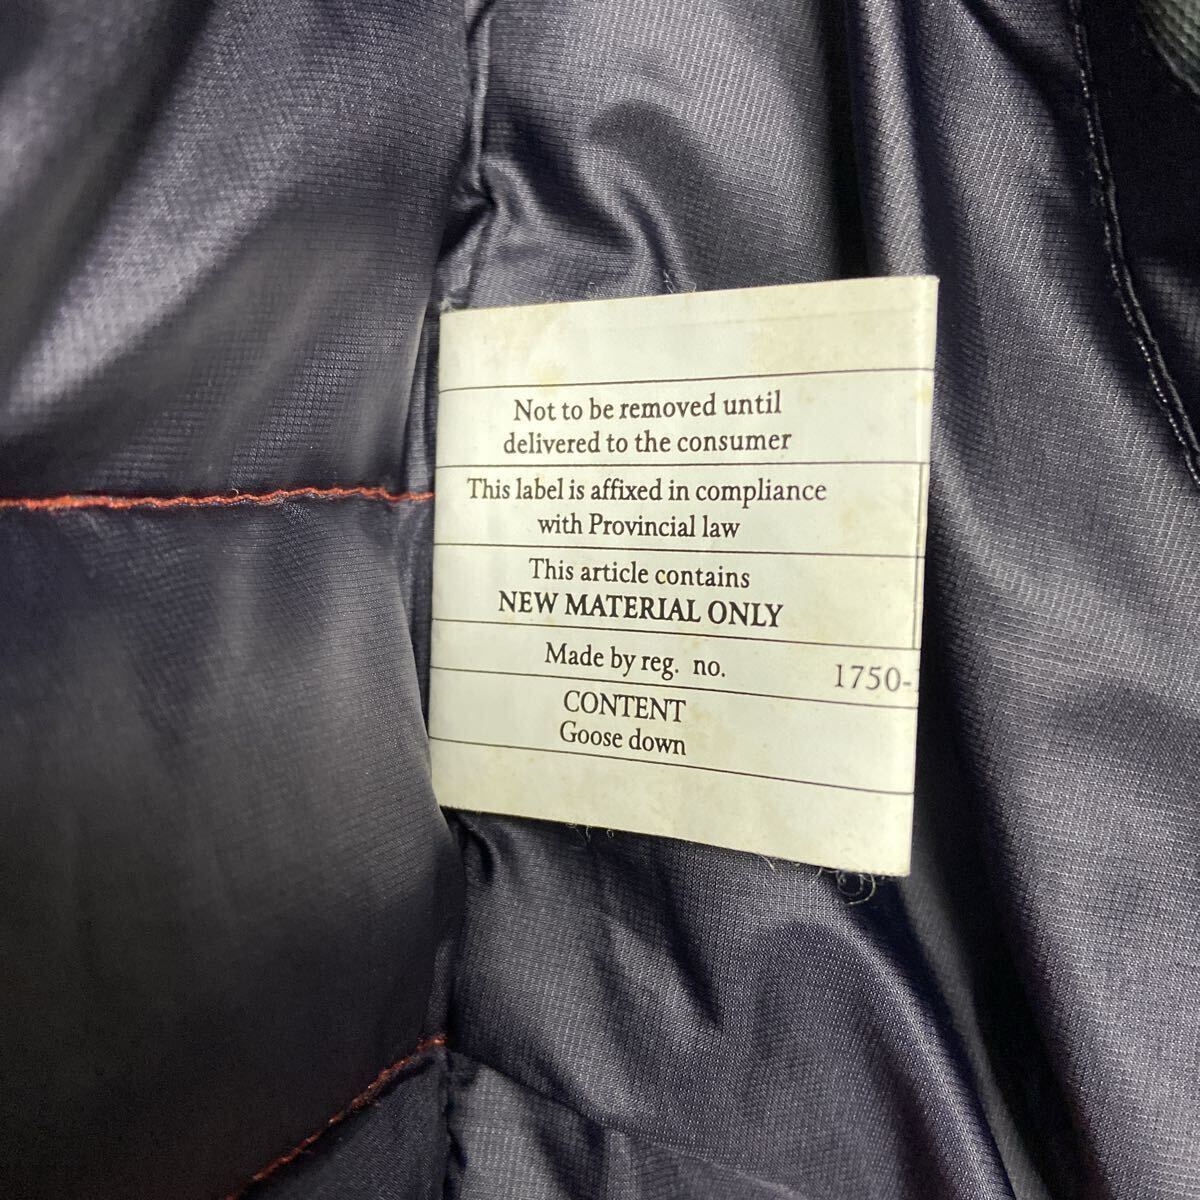 Not to be removed until
delivered to the consumer
This label is affixed in compliance
with Provincial law
This article contains
NEW MATERIAL ONLY
Made by reg. no. 1750-
CONTENT
Goose down